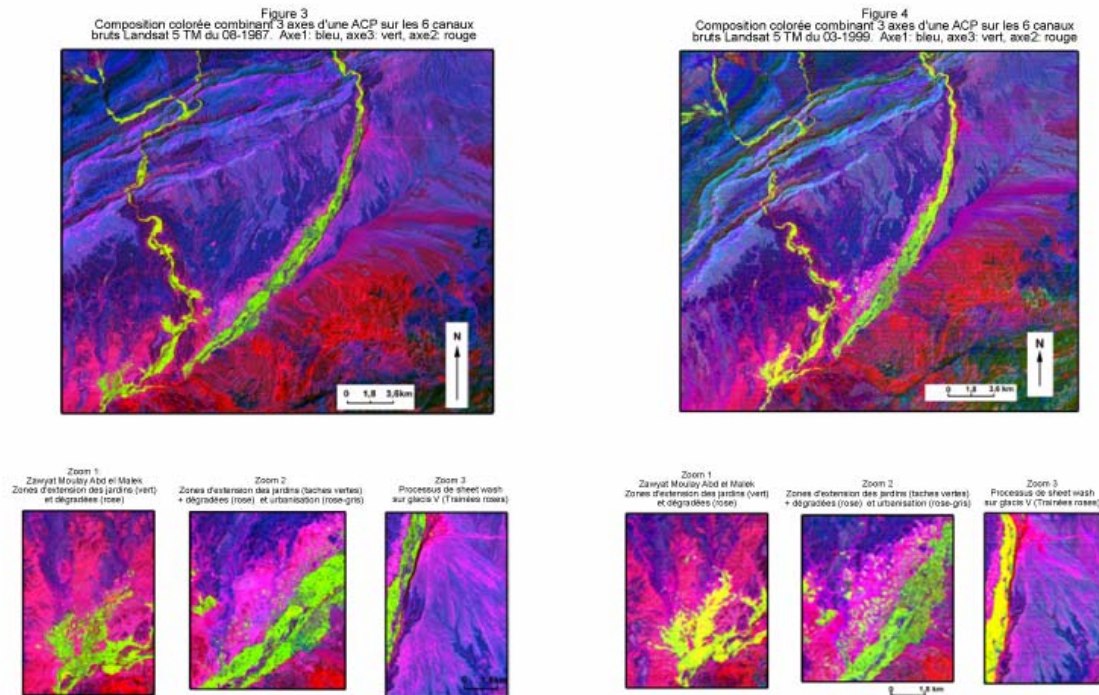 Figure 3
Composition colorée combinant 3 axes d'une ACP sur les 6 canaux
bruts Landsat 5 TM du 08-1987. Axe1: bleu, axe3: vert, axe2: rouge
N
0 1,8 3,6km
Zoom 1:
Zawyat Moulay Abd el Malek
Zones d'extension des jardins (vert)
et dégradées (rose)
Zoom 2
Zones d'extension des jardins (taches vertes)
+ dégradées (rose) et urbanisation (rose-gris)
Zoom 3
Processus de sheet wash
sur glacis V (Trainées roses)
0 1,8km
Figure 4
Composition colorée combinant 3 axes d'une ACP sur les 6 canaux
bruts Landsat 5 TM du 03-1999. Axe1: bleu, axe3: vert, axe2: rouge
N
0 1,8 3,6km
Zoom 1
Zawyat Moulay Abd el Malek
Zones d'extension des jardins (vert)
et dégradées (rose)
Zoom 2
Zones d'extension des jardins (taches vertes)
+ dégradées (rose) et urbanisation (rose-gris)
Zoom 3
Processus de sheet wash
sur glacis V (Trainées roses)
0 1,8 km